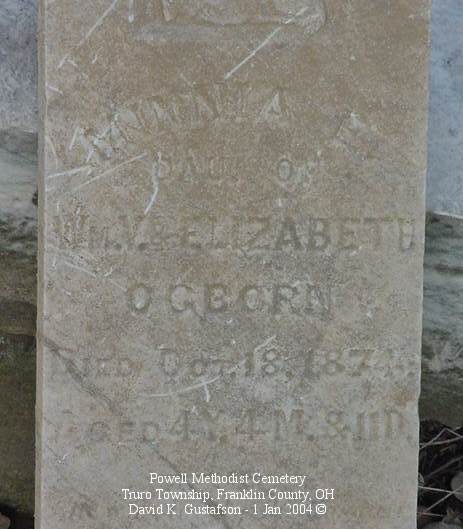 DAU. OF
WM. V. & ELIZABETH
OGBORN
DIED OCT. 18, 1874.
AGED 4 Y. 4 M. & 11 D.
Powell Methodist Cemetery
Truro Township, Franklin County, OH
David K. Gustafson - 1 Jan 2004 ©